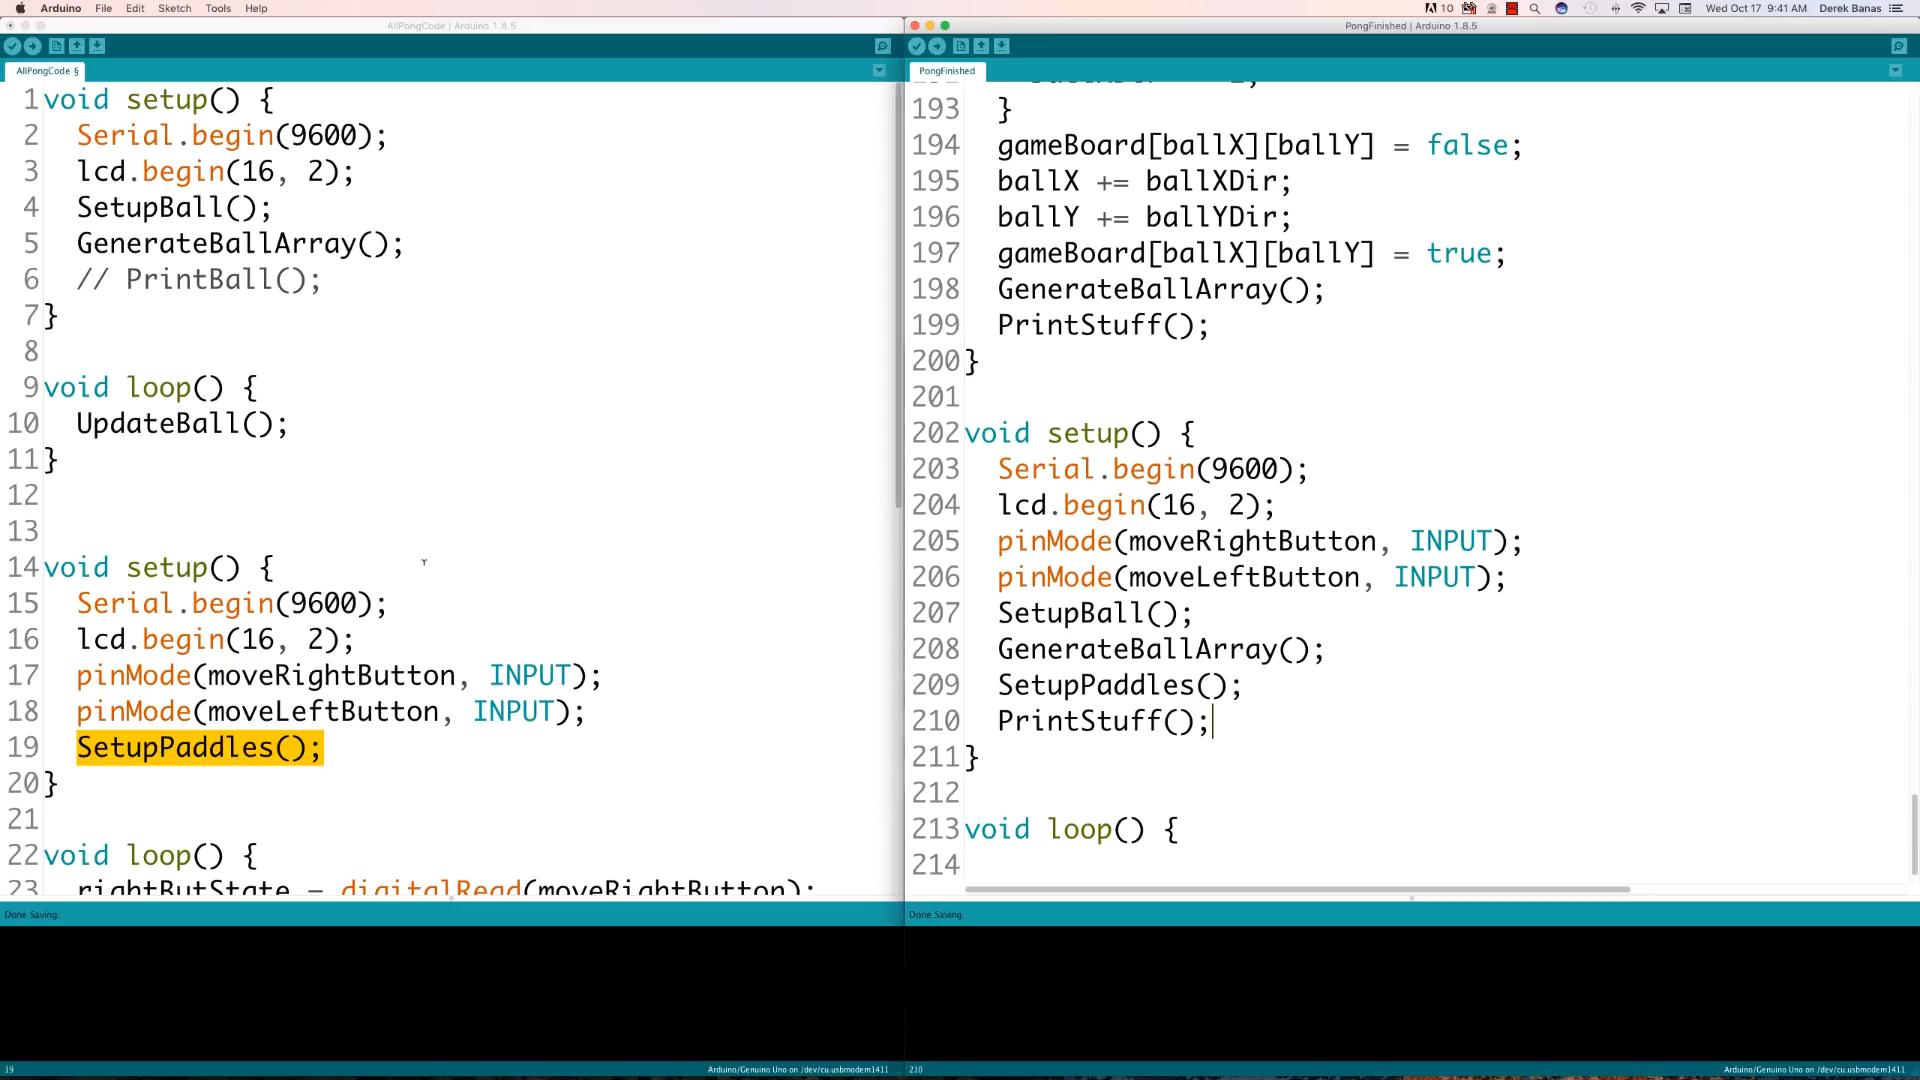 Arduino File Edit Sketch Tools Help
10 Wed Oct 17 9:41 AM Derek Banas
AllPongCode | Arduino 1.8.5
AllPongCode §
1 void setup() {
2 Serial.begin(9600);
3 lcd.begin(16, 2);
4 SetupBall();
5 GenerateBallArray();
6 // PrintBall();
7 }
8
9 void loop() {
10 UpdateBall();
11 }
12
13
14 void setup() {
15 Serial.begin(9600);
16 lcd.begin(16, 2);
17 pinMode(moveRightButton, INPUT);
18 pinMode(moveLeftButton, INPUT);
19 SetupPaddles();
20 }
21
22 void loop() {
23 rightButState = digitalRead(moveRightButton);
Done Saving.
19 Arduino/Genuino Uno on /dev/cu.usbmodem1411
PongFinished | Arduino 1.8.5
PongFinished
193 }
194 gameBoard[ballX][ballY] = false;
195 ballX += ballXDir;
196 ballY += ballYDir;
197 gameBoard[ballX][ballY] = true;
198 GenerateBallArray();
199 PrintStuff();
200 }
201
202 void setup() {
203 Serial.begin(9600);
204 lcd.begin(16, 2);
205 pinMode(moveRightButton, INPUT);
206 pinMode(moveLeftButton, INPUT);
207 SetupBall();
208 GenerateBallArray();
209 SetupPaddles();
210 PrintStuff();
211 }
212
213 void loop() {
214
Done Saving.
210 Arduino/Genuino Uno on /dev/cu.usbmodem1411